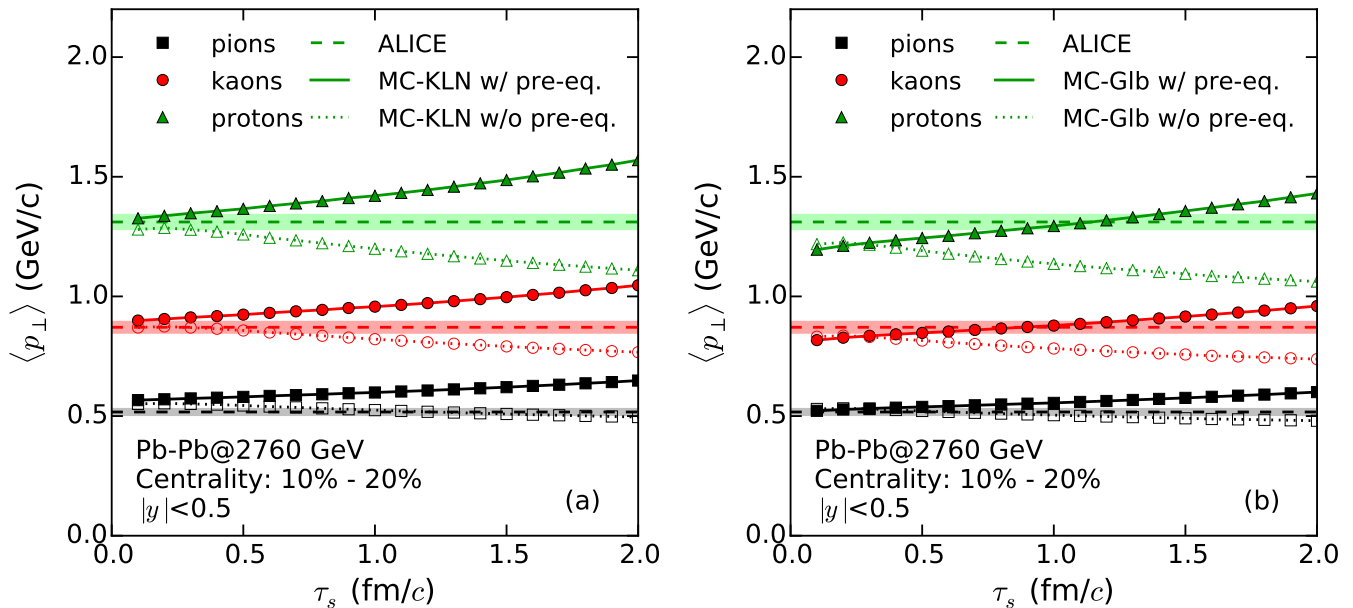 pions
kaons
protons
ALICE
MC-KLN w/ pre-eq.
MC-KLN w/o pre-eq.
2.0
1.5
1.0
0.5
0.0
⟨p⊥⟩ (GeV/c)
Pb-Pb@2760 GeV
Centrality: 10% - 20%
|y|<0.5
(a)
0.0 0.5 1.0 1.5 2.0
τs (fm/c)
pions
kaons
protons
ALICE
MC-Glb w/ pre-eq.
MC-Glb w/o pre-eq.
2.0
1.5
1.0
0.5
0.0
⟨p⊥⟩ (GeV/c)
Pb-Pb@2760 GeV
Centrality: 10% - 20%
|y|<0.5
(b)
0.0 0.5 1.0 1.5 2.0
τs (fm/c)